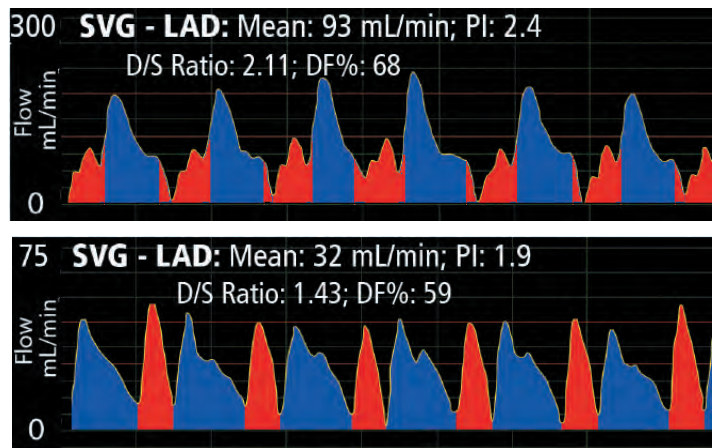 300 SVG - LAD: Mean: 93 mL/min; PI: 2.4
D/S Ratio: 2.11; DF%: 68
Flow
mL/min
0
75 SVG - LAD: Mean: 32 mL/min; PI: 1.9
D/S Ratio: 1.43; DF%: 59
Flow
mL/min
0